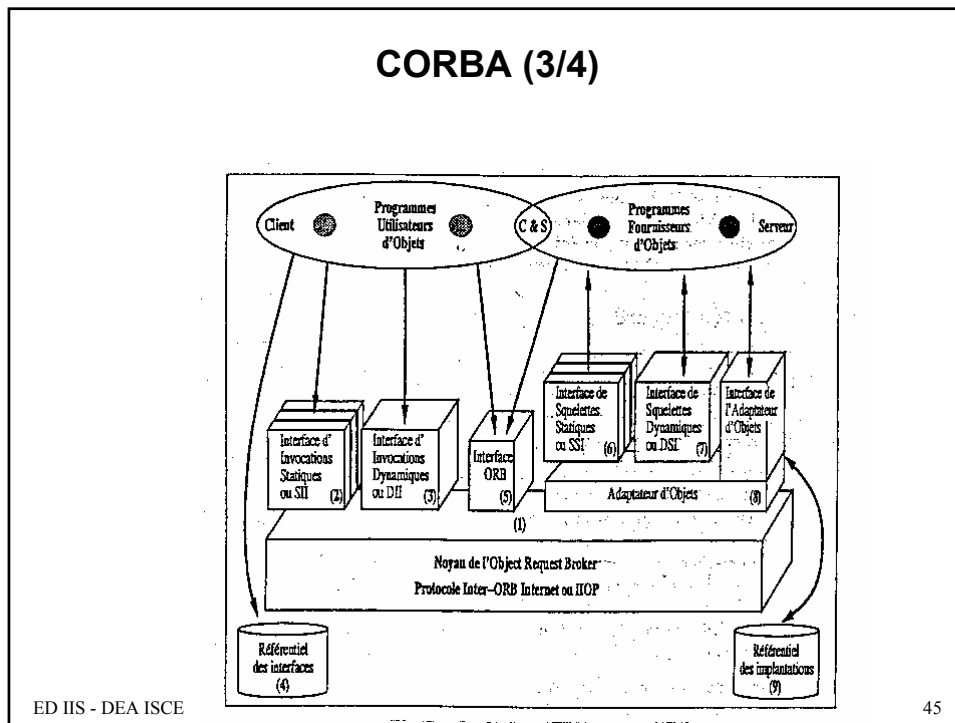 CORBA (3/4)
Client
Programmes
Utilisateurs
d'Objets
C & S
Programmes
Fournisseurs
d'Objets
Serveur
Interface d'
Invocations
Statiques
ou SII
(2)
Interface d'
Invocations
Dynamiques
ou DII
(3)
Interface
ORB
(5)
Interface de
Squelettes
Statiques
ou SSI
(6)
Interface de
Squelettes
Dynamiques
ou DSI
(7)
Interface de
l'Adaptateur
d'Objets
Adaptateur d'Objets
(8)
(1)
Noyau de l'Object Request Broker
Protocole Inter-ORB Internet ou IIOP
Référentiel
des interfaces
(4)
Référentiel
des implantations
(9)
ED IIS - DEA ISCE
45